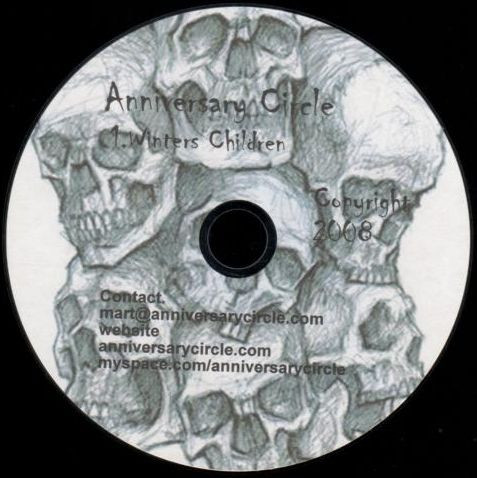 Anniversary Circle
1.Winters Children
Copyright
2008
Contact.
mart@anniversarycircle.com
website
anniversarycircle.com
myspace.com/anniversarycircle